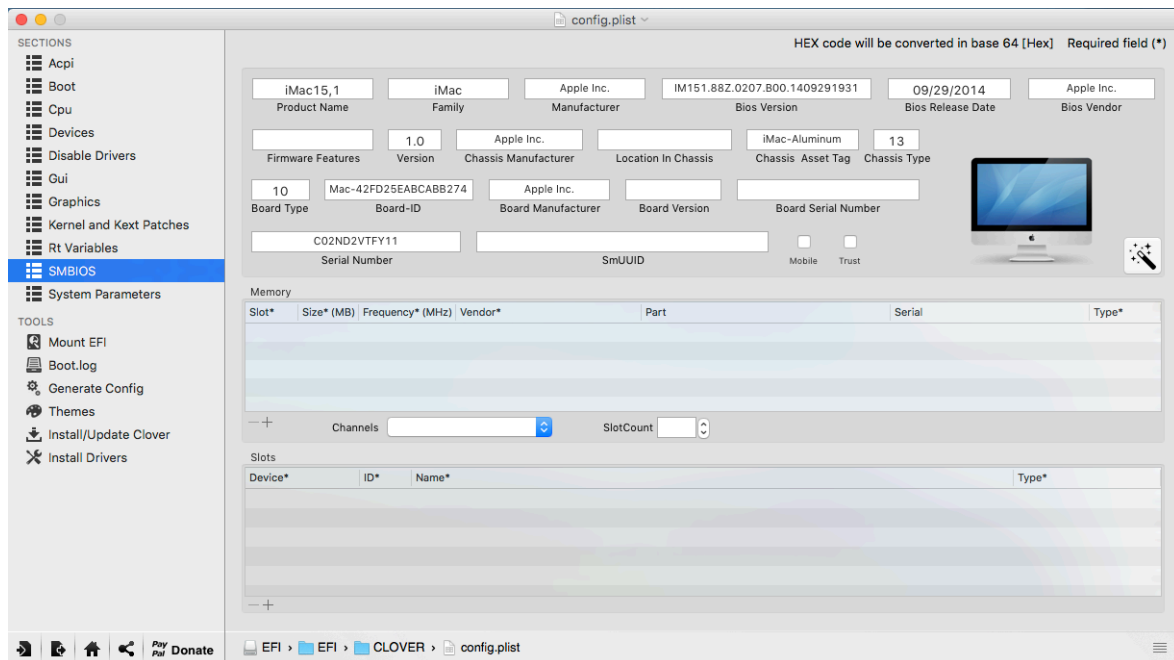 config.plist
SECTIONS
Acpi
Boot
Cpu
Devices
Disable Drivers
Gui
Graphics
Kernel and Kext Patches
Rt Variables
SMBIOS
System Parameters
TOOLS
Mount EFI
Boot.log
Generate Config
Themes
Install/Update Clover
Install Drivers
Pay Pal Donate
HEX code will be converted in base 64 [Hex] Required field (*)
iMac15,1 iMac Apple Inc. IM151.88Z.0207.B00.1409291931 09/29/2014 Apple Inc.
Product Name Family Manufacturer Bios Version Bios Release Date Bios Vendor
1.0 Apple Inc. iMac-Aluminum 13
Firmware Features Version Chassis Manufacturer Location In Chassis Chassis Asset Tag Chassis Type
10 Mac-42FD25EABCABB274 Apple Inc.
Board Type Board-ID Board Manufacturer Board Version Board Serial Number
C02ND2VTFY11
Serial Number SmUUID Mobile Trust
Memory
Slot* Size* (MB) Frequency* (MHz) Vendor* Part Serial Type*
Channels SlotCount
Slots
Device* ID* Name* Type*
EFI › EFI › CLOVER › config.plist